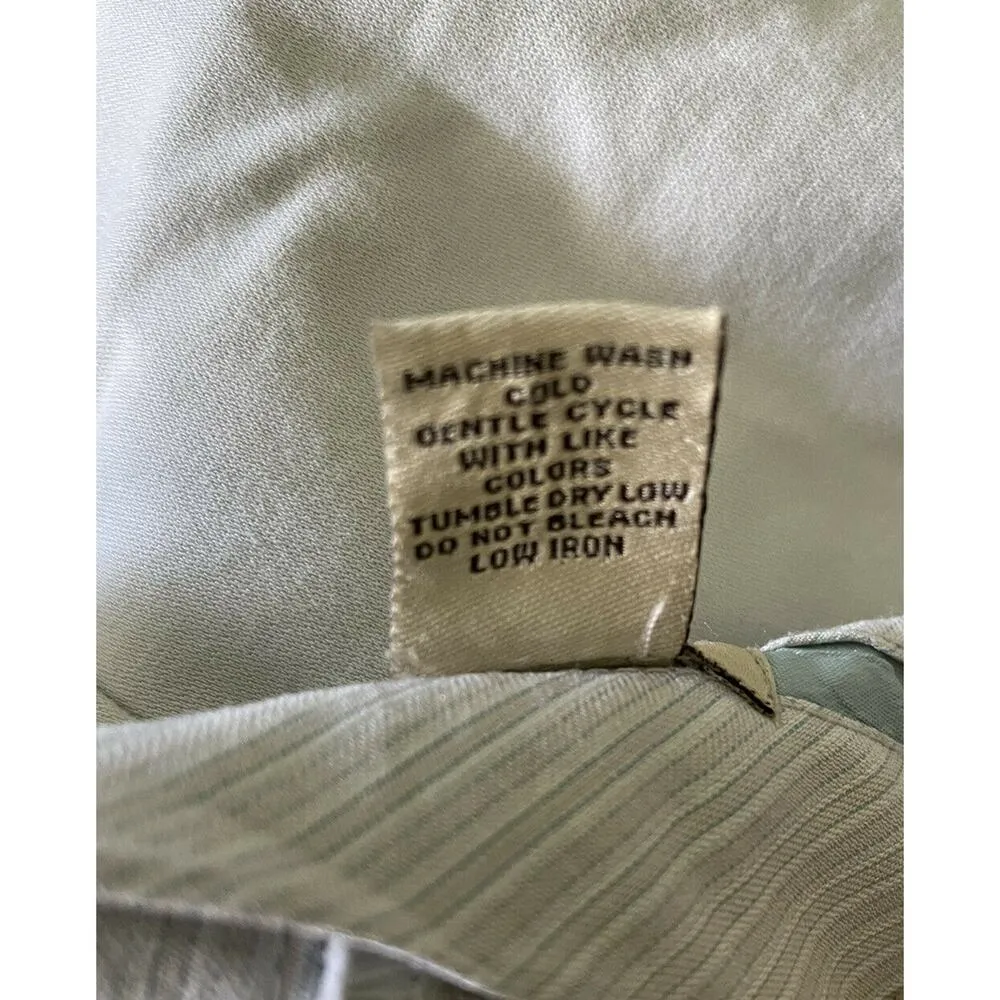 MACHINE WASH
COLD
GENTLE CYCLE
WITH LIKE
COLORS
TUMBLE DRY LOW
DO NOT BLEACH
LOW IRON